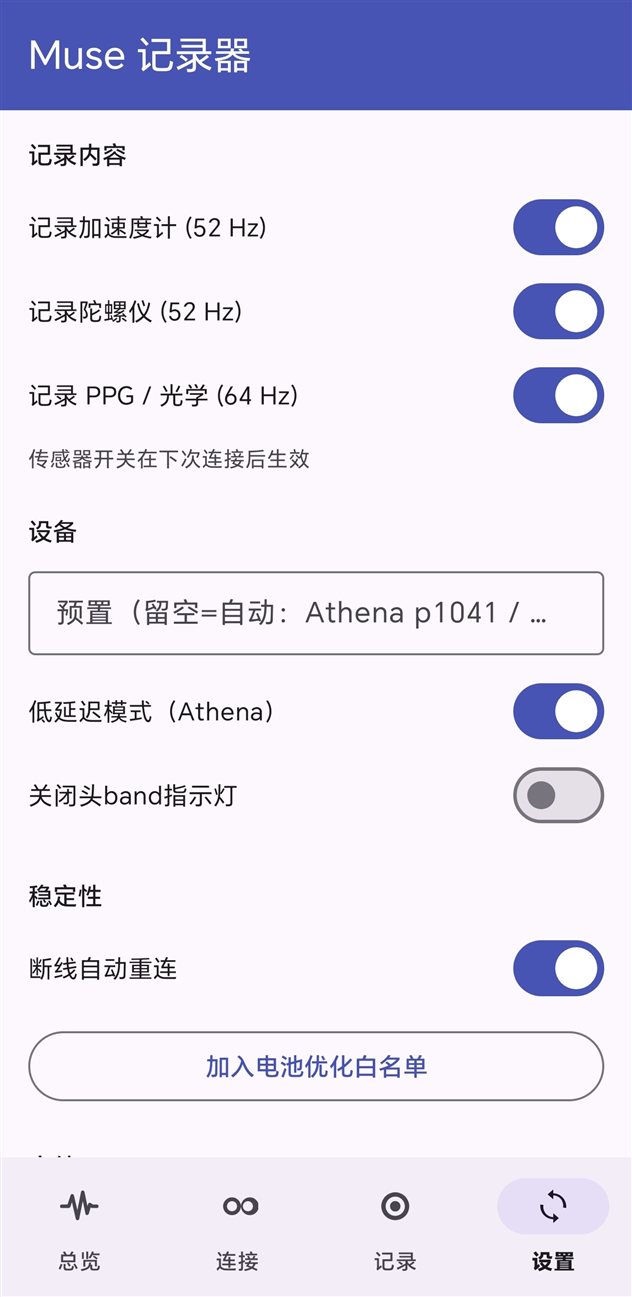 Muse 记录器
记录内容
记录加速度计 (52 Hz)
记录陀螺仪 (52 Hz)
记录 PPG / 光学 (64 Hz)
传感器开关在下次连接后生效
设备
预置（留空=自动：Athena p1041 / ...
低延迟模式（Athena）
关闭头band指示灯
稳定性
断线自动重连
加入电池优化白名单
总览
连接
记录
设置